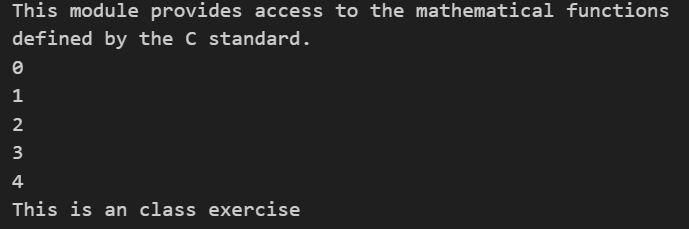 This module provides access to the mathematical functions
defined by the C standard.
0
1
2
3
4
This is an class exercise